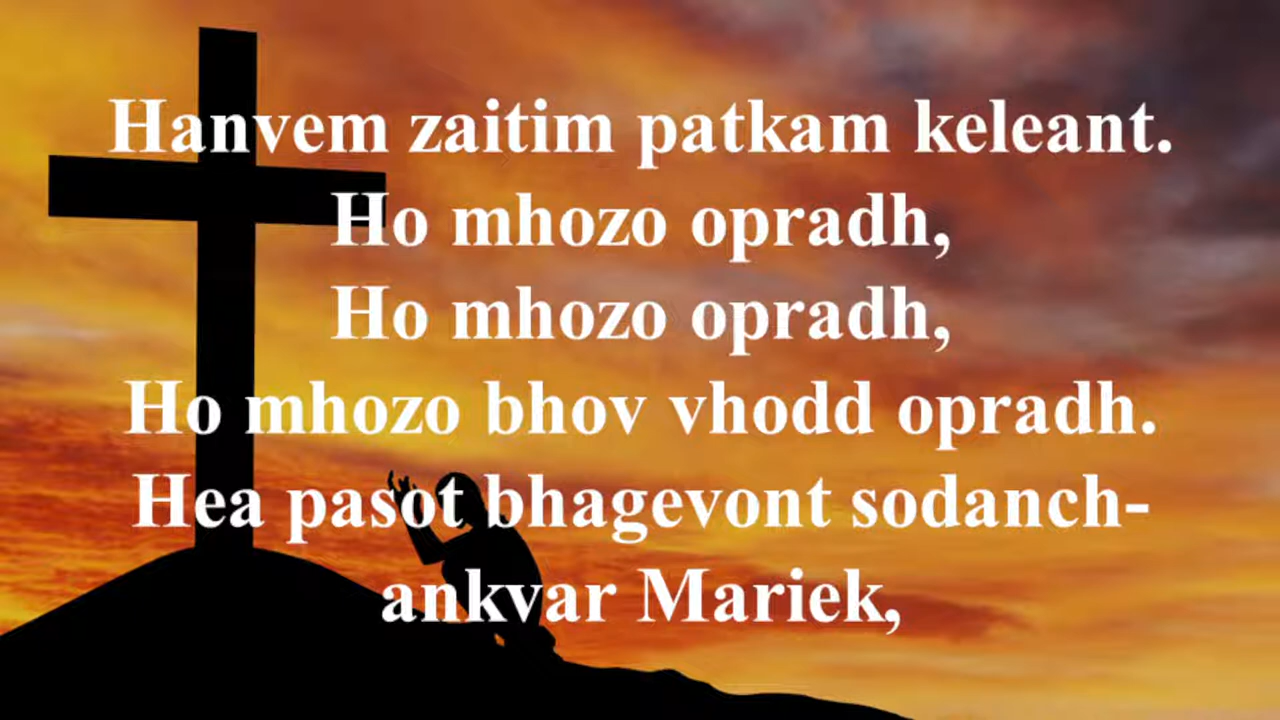 Hanvem zaitim patkam keleant.
Ho mhozo opradh,
Ho mhozo opradh,
Ho mhozo bhov vhodd opradh.
Hea pasot bhagevont sodanch-
ankvar Mariek,